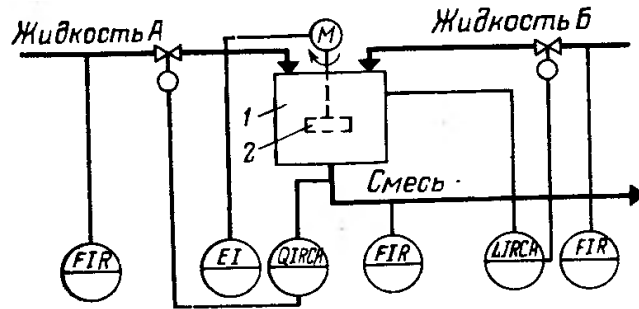 Жидкость А
М
Жидкость Б
1
2
Смесь
FIR
EI
QIRCA
FIR
LIRCA
FIR